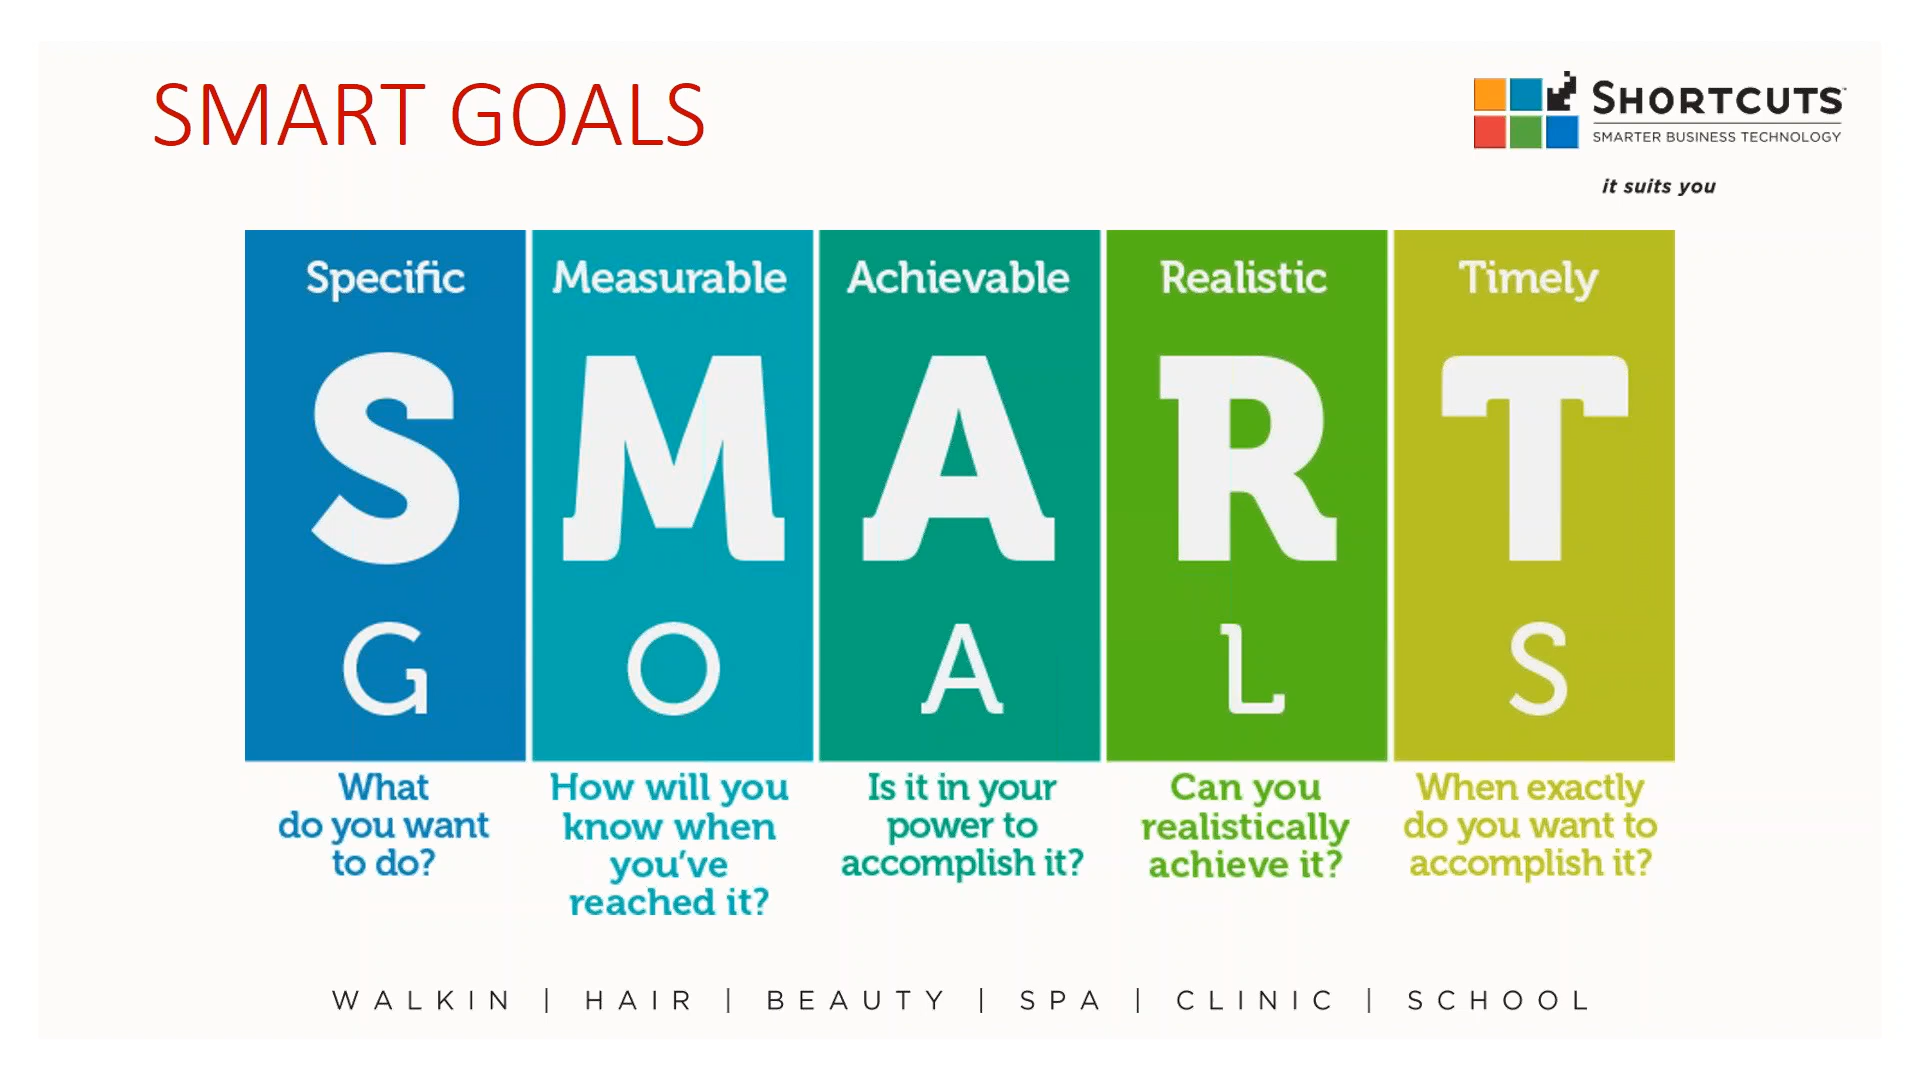 SMART GOALS
SHORTCUTS™
SMARTER BUSINESS TECHNOLOGY
it suits you
Specific
Measurable
Achievable
Realistic
Timely
S
M
A
R
T
G
O
A
L
S
What
do you want
to do?
How will you
know when
you've
reached it?
Is it in your
power to
accomplish it?
Can you
realistically
achieve it?
When exactly
do you want to
accomplish it?
WALKIN | HAIR | BEAUTY | SPA | CLINIC | SCHOOL